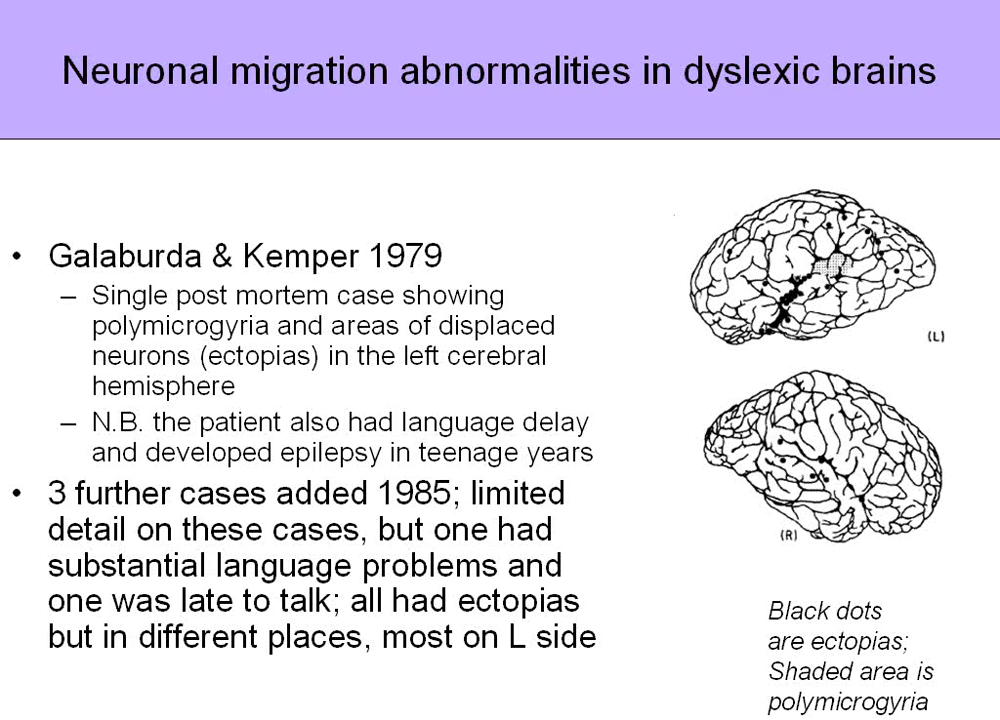 Neuronal migration abnormalities in dyslexic brains
• Galaburda & Kemper 1979
– Single post mortem case showing
polymicrogyria and areas of displaced
neurons (ectopias) in the left cerebral
hemisphere
– N.B. the patient also had language delay
and developed epilepsy in teenage years
• 3 further cases added 1985; limited
detail on these cases, but one had
substantial language problems and
one was late to talk; all had ectopias
but in different places, most on L side
(L)
(R)
Black dots
are ectopias;
Shaded area is
polymicrogyria